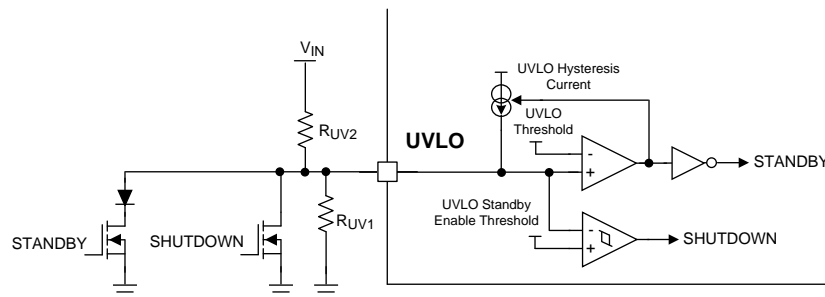 VIN
RUV2
UVLO
RUV1
STANDBY
SHUTDOWN
UVLO Hysteresis
Current
UVLO
Threshold
-
+
STANDBY
UVLO Standby
Enable Threshold
-
+
SHUTDOWN